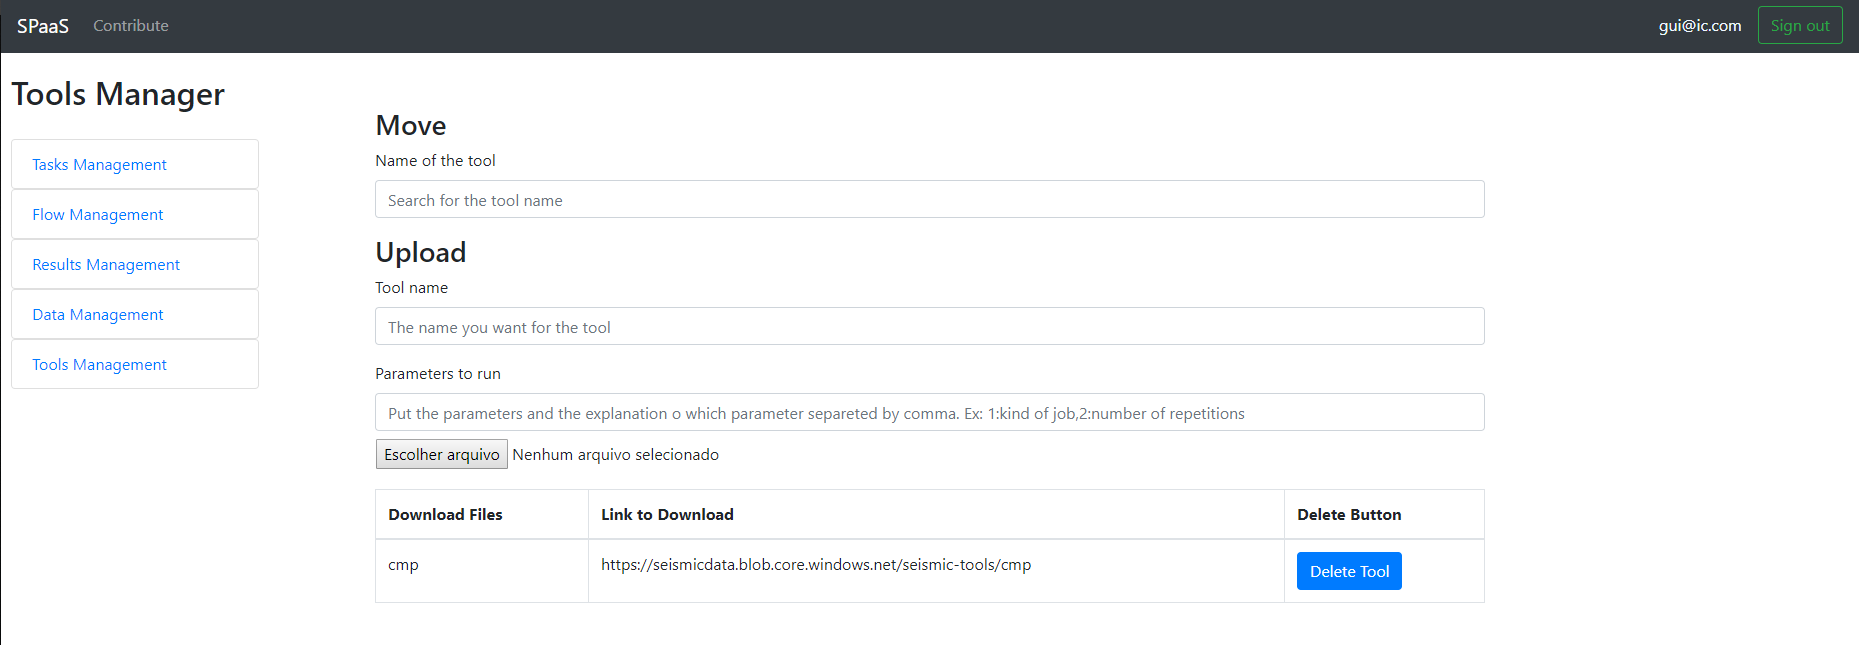 SPaaS Contribute gui@ic.com Sign out
Tools Manager
Tasks Management
Flow Management
Results Management
Data Management
Tools Management
Move
Name of the tool
Search for the tool name
Upload
Tool name
The name you want for the tool
Parameters to run
Put the parameters and the explanation o which parameter separeted by comma. Ex: 1:kind of job,2:number of repetitions
Escolher arquivo Nenhum arquivo selecionado
Download Files Link to Download Delete Button
cmp https://seismicdata.blob.core.windows.net/seismic-tools/cmp Delete Tool